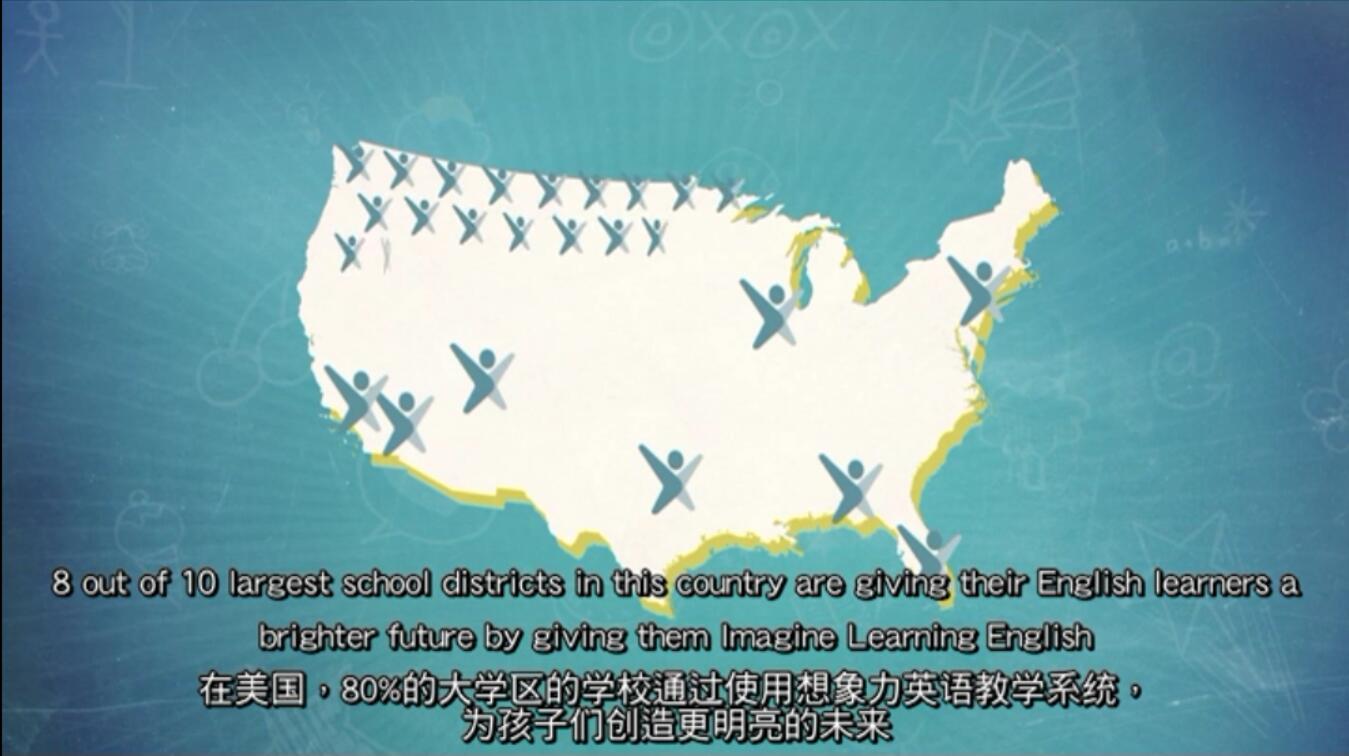 8 out of 10 largest school districts in this country are giving their English learners a
brighter future by giving them Imagine Learning English
在美国，80%的大学区的学校通过使用想象力英语教学系统，
为孩子们创造更明亮的未来